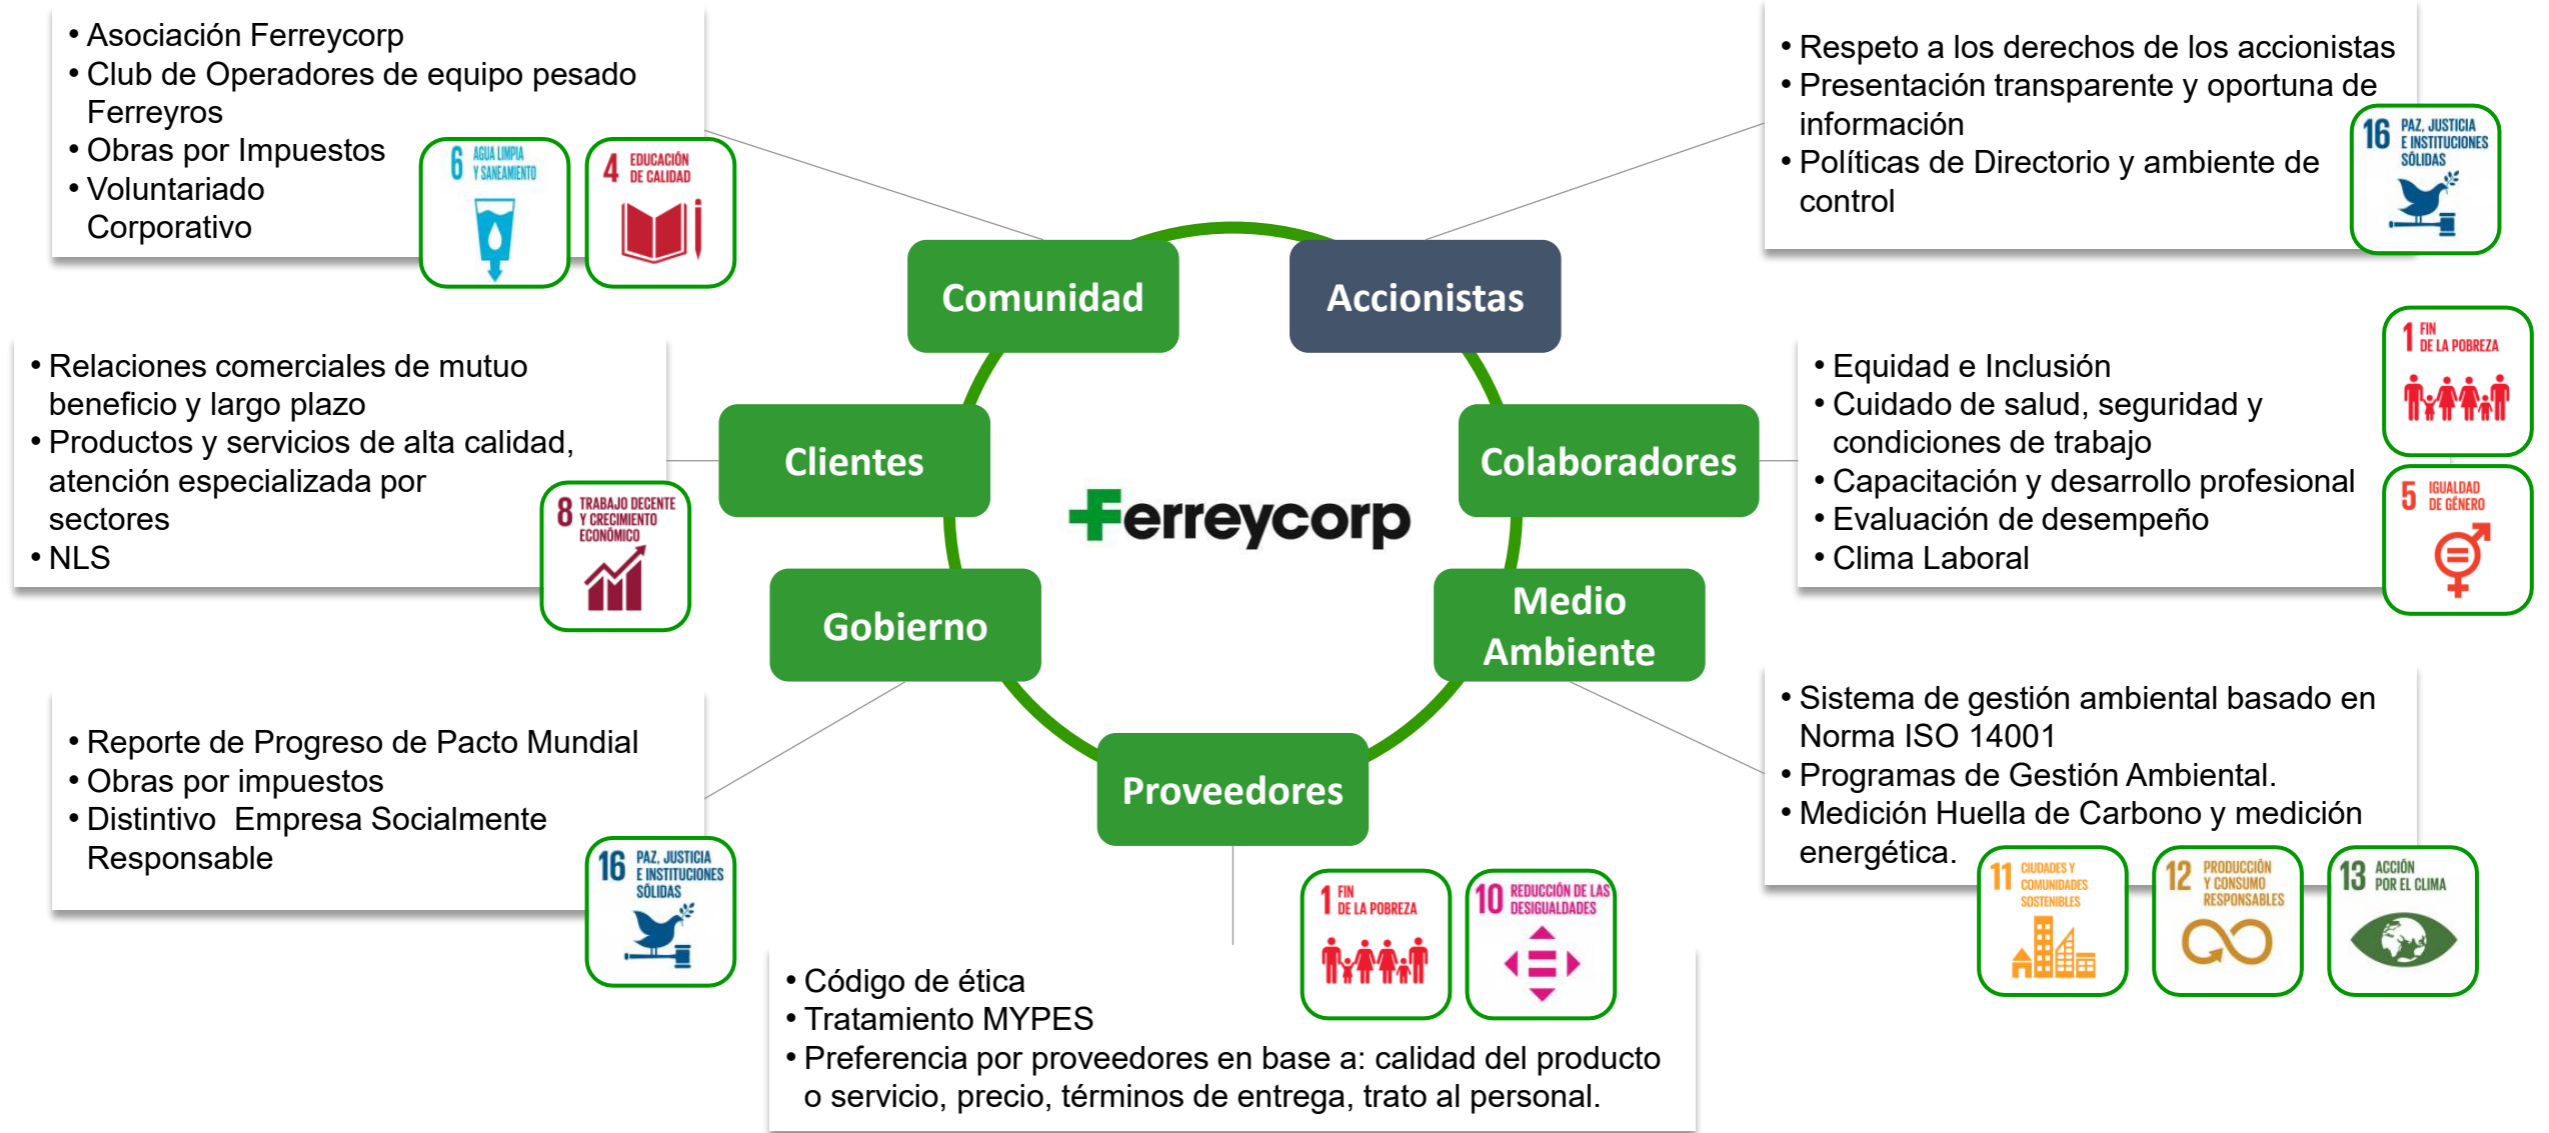 • Asociación Ferreycorp
• Club de Operadores de equipo pesado
Ferreyros
• Obras por Impuestos
• Voluntariado
Corporativo
6 AGUA LIMPIA
Y SANEAMIENTO
4 EDUCACIÓN
DE CALIDAD
• Respeto a los derechos de los accionistas
• Presentación transparente y oportuna de
información
• Políticas de Directorio y ambiente de
control
16 PAZ, JUSTICIA
E INSTITUCIONES
SÓLIDAS
Comunidad
Accionistas
• Relaciones comerciales de mutuo
beneficio y largo plazo
• Productos y servicios de alta calidad,
atención especializada por
sectores
• NLS
8 TRABAJO DECENTE
Y CRECIMIENTO
ECONÓMICO
Clientes
Colaboradores
• Equidad e Inclusión
• Cuidado de salud, seguridad y
condiciones de trabajo
• Capacitación y desarrollo profesional
• Evaluación de desempeño
• Clima Laboral
1 FIN
DE LA POBREZA
5 IGUALDAD
DE GÉNERO
Ferreycorp
Gobierno
Medio
Ambiente
• Reporte de Progreso de Pacto Mundial
• Obras por impuestos
• Distintivo  Empresa Socialmente
Responsable
16 PAZ, JUSTICIA
E INSTITUCIONES
SÓLIDAS
Proveedores
• Sistema de gestión ambiental basado en
Norma ISO 14001
• Programas de Gestión Ambiental.
• Medición Huella de Carbono y medición
energética.
11 CIUDADES Y
COMUNIDADES
SOSTENIBLES
12 PRODUCCIÓN
Y CONSUMO
RESPONSABLES
13 ACCIÓN
POR EL CLIMA
1 FIN
DE LA POBREZA
10 REDUCCIÓN DE LAS
DESIGUALDADES
• Código de ética
• Tratamiento MYPES
• Preferencia por proveedores en base a: calidad del producto
o servicio, precio, términos de entrega, trato al personal.